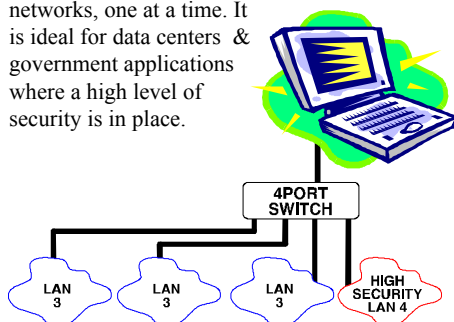 networks, one at a time. It
is ideal for data centers &
government applications
where a high level of
security is in place.
4PORT
SWITCH
LAN
3
LAN
3
LAN
3
HIGH
SECURITY
LAN 4